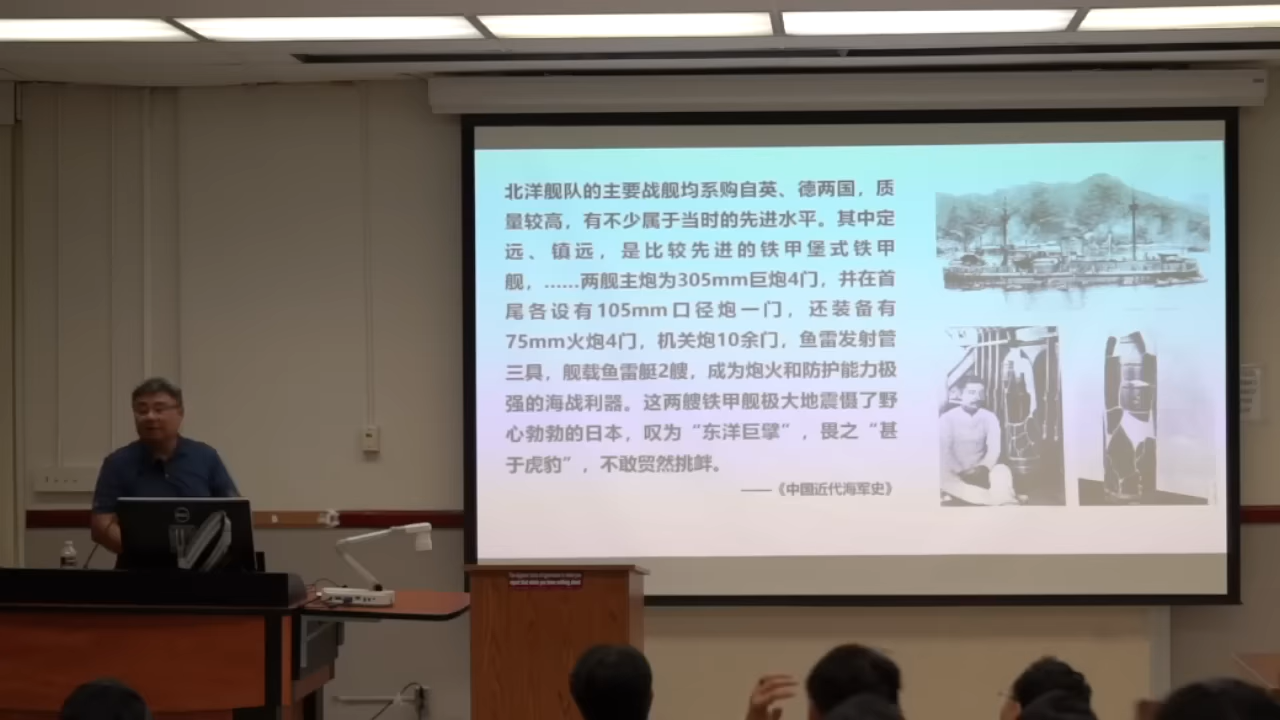 北洋舰队的主要战舰均系购自英、德两国，质
量较高，有不少属于当时的先进水平。其中定
远、镇远，是比较先进的铁甲堡式铁甲
舰，……两舰主炮为305mm巨炮4门，并在首
尾各设有105mm口径炮一门，还装备有
75mm火炮4门，机关炮10余门，鱼雷发射管
三具，舰载鱼雷艇2艘，成为炮火和防护能力极
强的海战利器。这两艘铁甲舰极大地震慑了野
心勃勃的日本，叹为“东洋巨擘”，畏之“甚
于虎豹”，不敢贸然挑衅。
——《中国近代海军史》
DELL